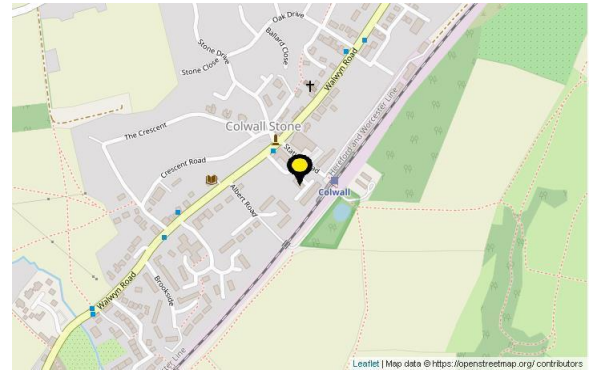 Oak Drive
Ballard Close
Stone Drive
Stone Close
Walwyn Road
Colwall Stone
The Crescent
Crescent Road
Hereford and Worcester Line
Colwall
Albert Road
Brookside
Walwyn Road
Leaflet | Map data © https://openstreetmap.org/ contributors